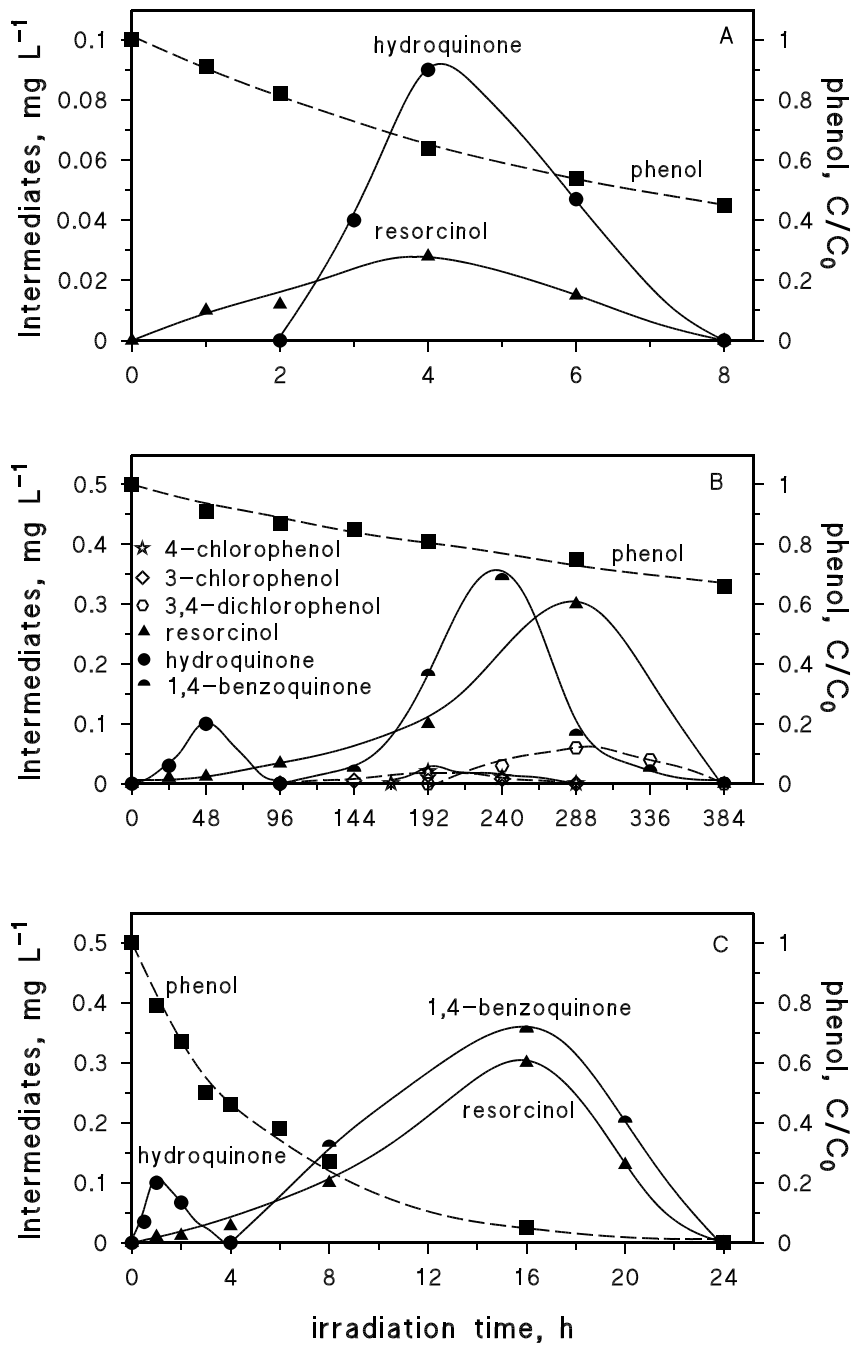 A
Intermediates, mg L⁻¹
phenol, C/C₀
0.1
0.08
0.06
0.04
0.02
0
1
0.8
0.6
0.4
0.2
0
hydroquinone
phenol
resorcinol
0 2 4 6 8
B
Intermediates, mg L⁻¹
phenol, C/C₀
0.5
0.4
0.3
0.2
0.1
0
1
0.8
0.6
0.4
0.2
0
phenol
4-chlorophenol
3-chlorophenol
3,4-dichlorophenol
resorcinol
hydroquinone
1,4-benzoquinone
0 48 96 144 192 240 288 336 384
C
Intermediates, mg L⁻¹
phenol, C/C₀
0.5
0.4
0.3
0.2
0.1
0
1
0.8
0.6
0.4
0.2
0
phenol
1,4-benzoquinone
resorcinol
hydroquinone
0 4 8 12 16 20 24
irradiation time, h